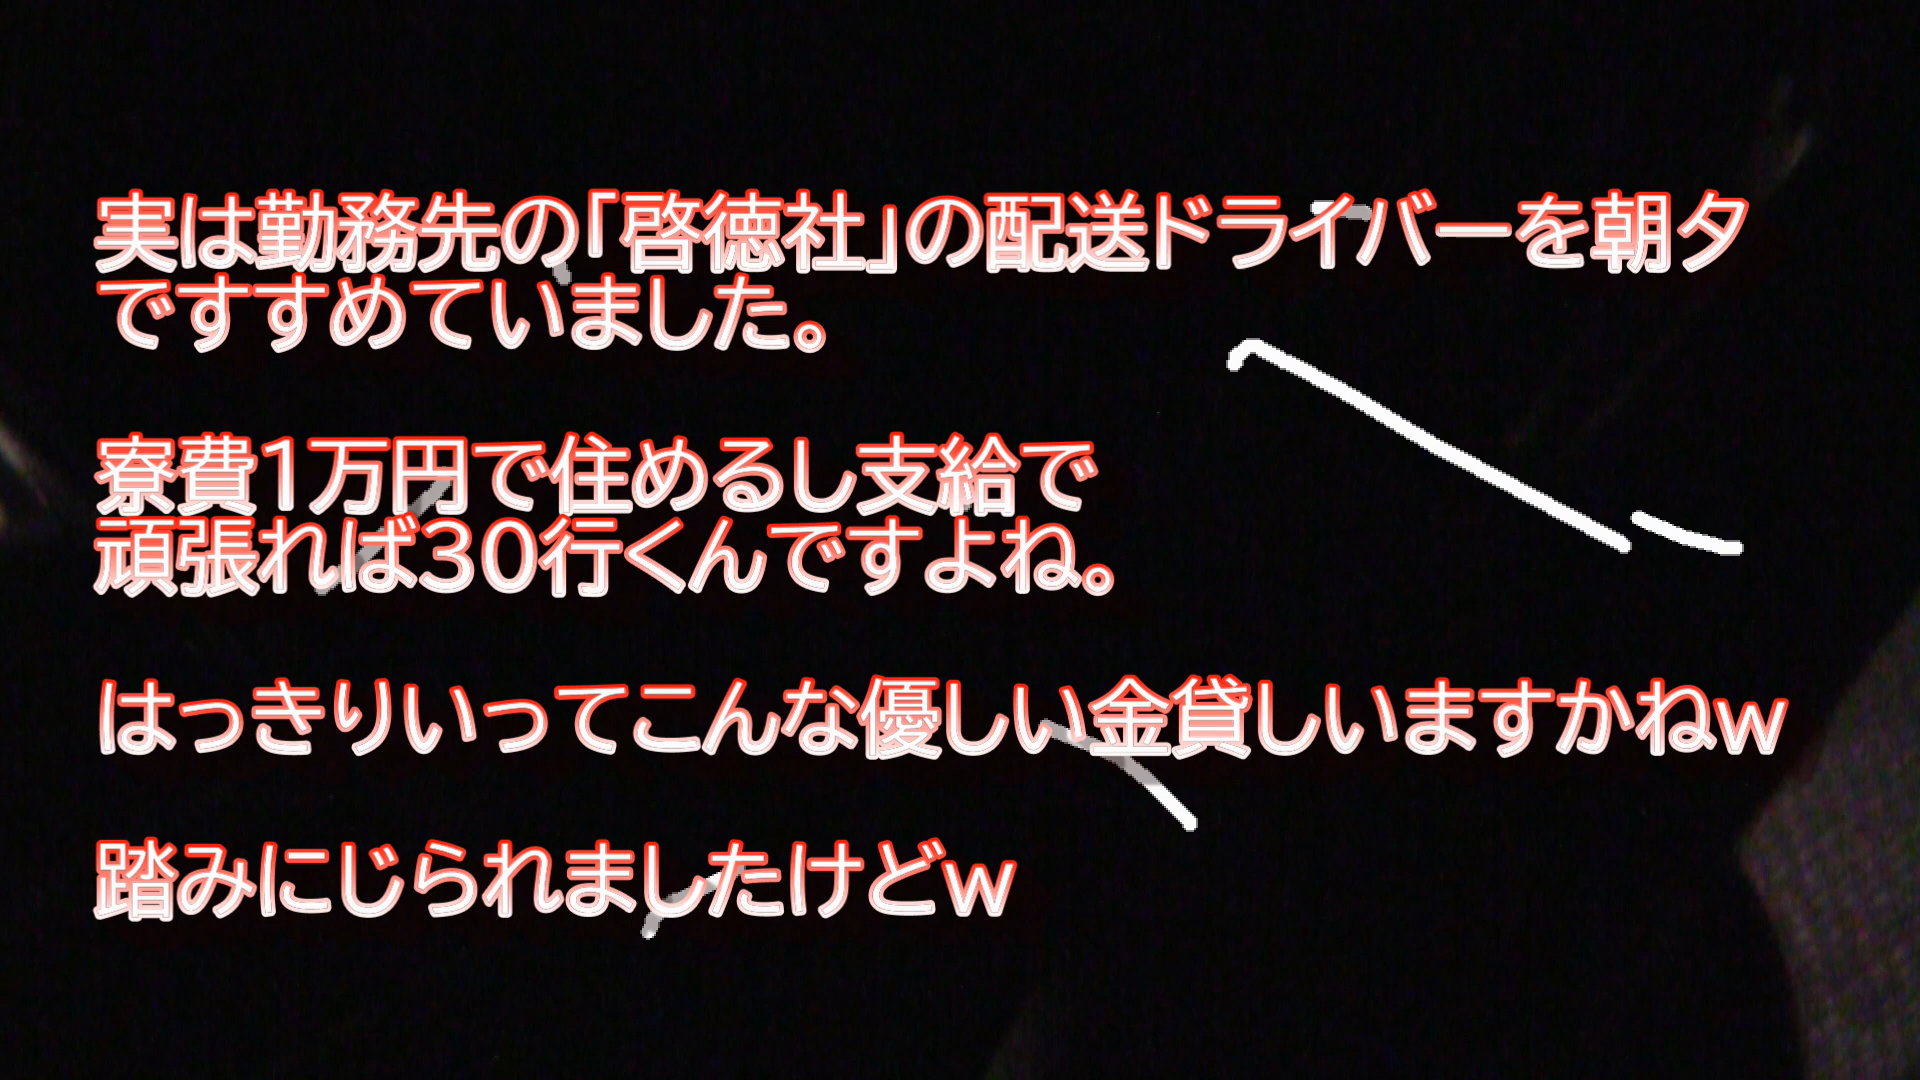 実は勤務先の「啓徳社」の配送ドライバーを朝夕
ですすめていました。
寮費1万円で住めるし支給で
頑張れば30行くんですよね。
はっきりいってこんな優しい金貸しいますかねw
踏みにじられましたけどw